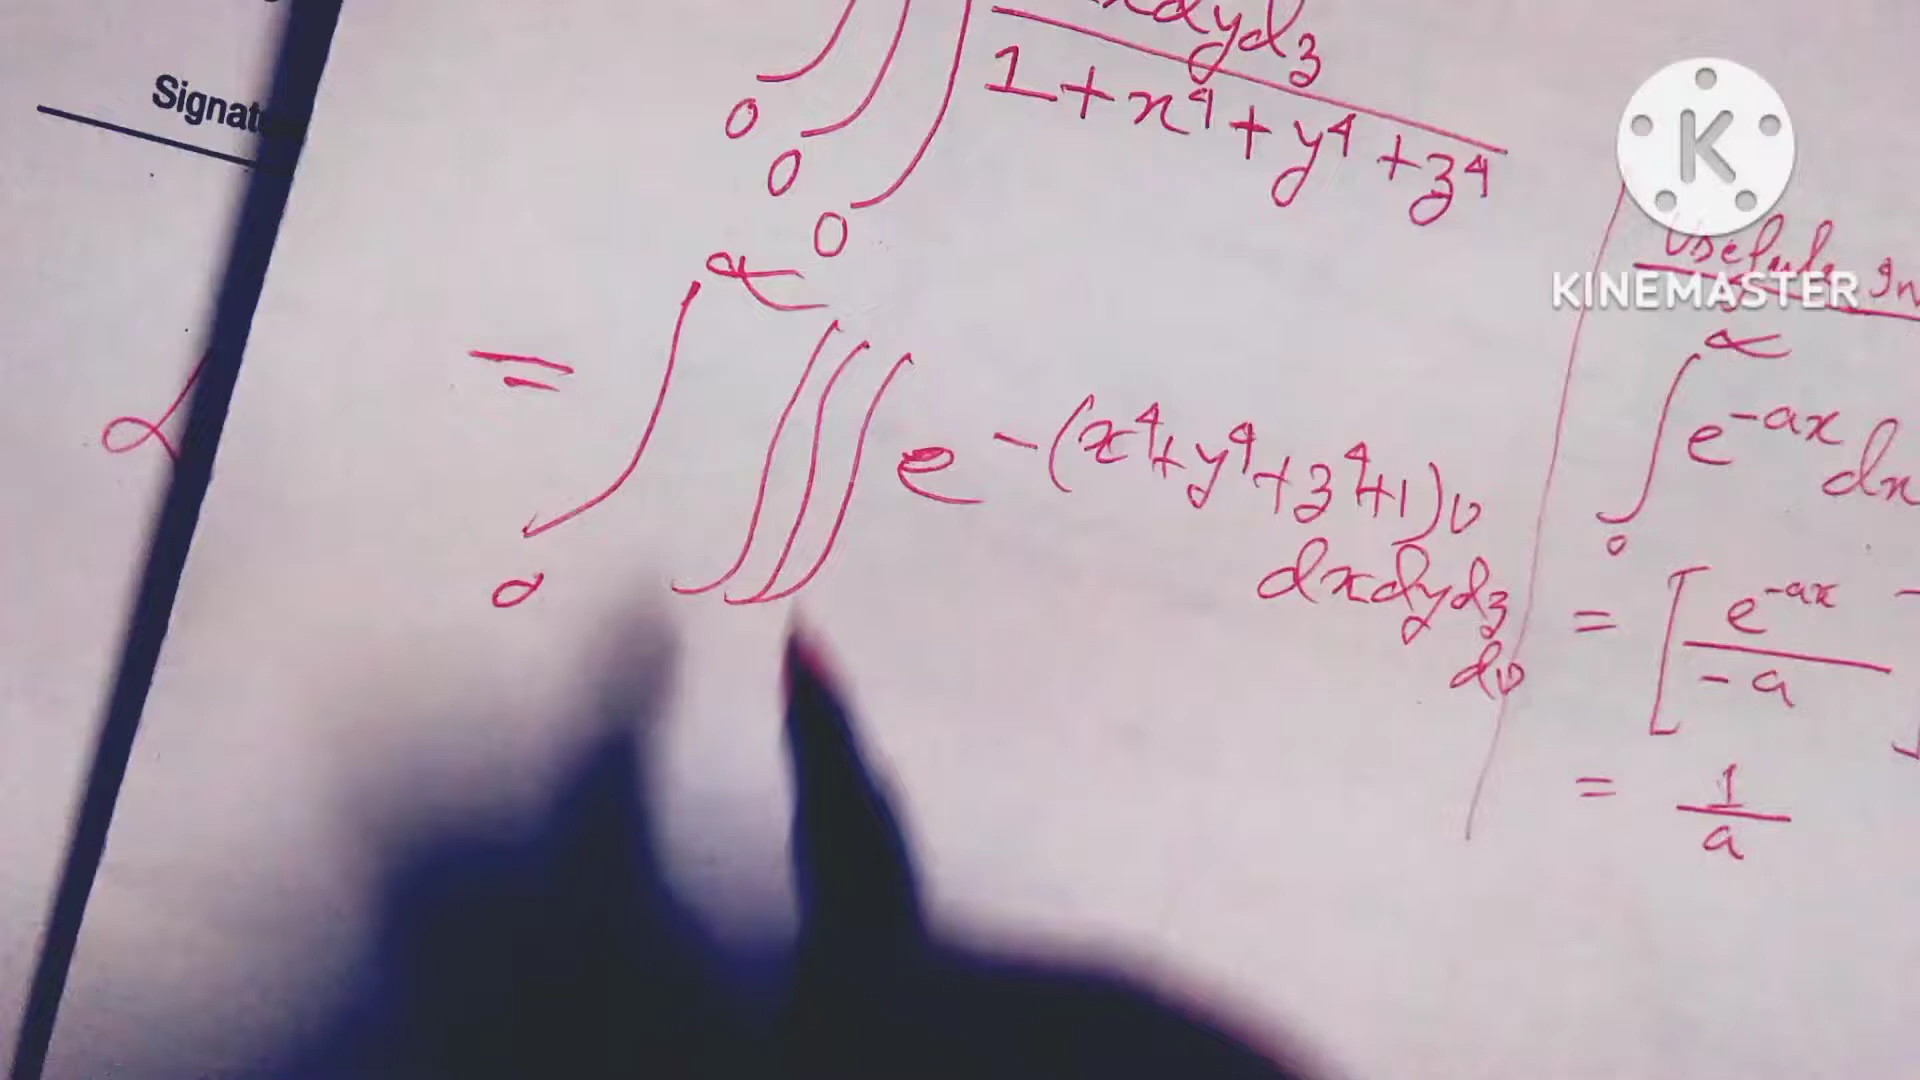 dxdydz
1+x⁴+y⁴+z⁴
0
0
0
Signat
K
KINEMASTER
Useful In
∝
= ∫∫∫∫ e^-(x⁴+y⁴+z⁴+1)v
dxdydz
dv
0
∝
∫ e^-ax dx
0
= [e^-ax / -a]
= 1/a